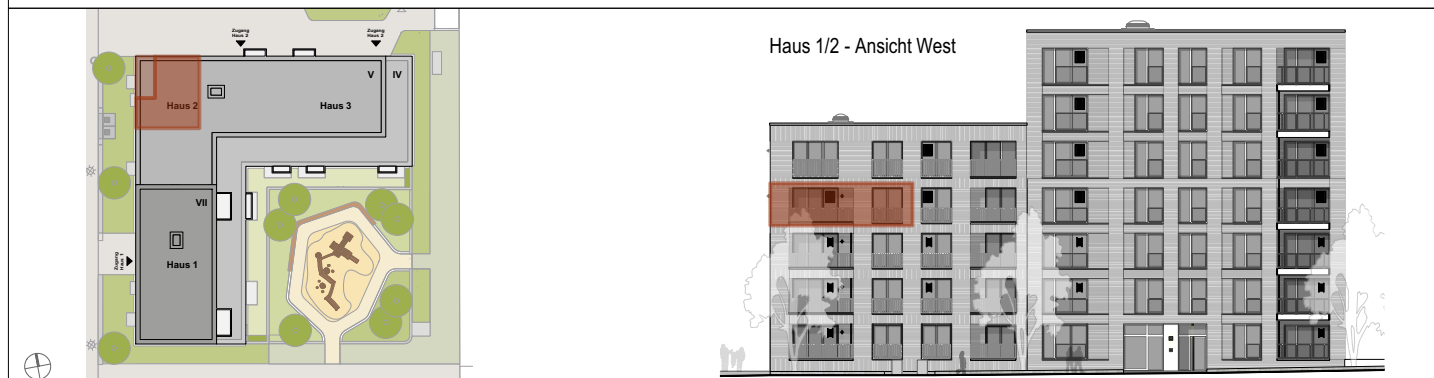 Zugang
Haus 2
Zugang
Haus 2
Haus 1/2 - Ansicht West
V
IV
Haus 2
Haus 3
VII
Haus 1
Zugang
Haus 1